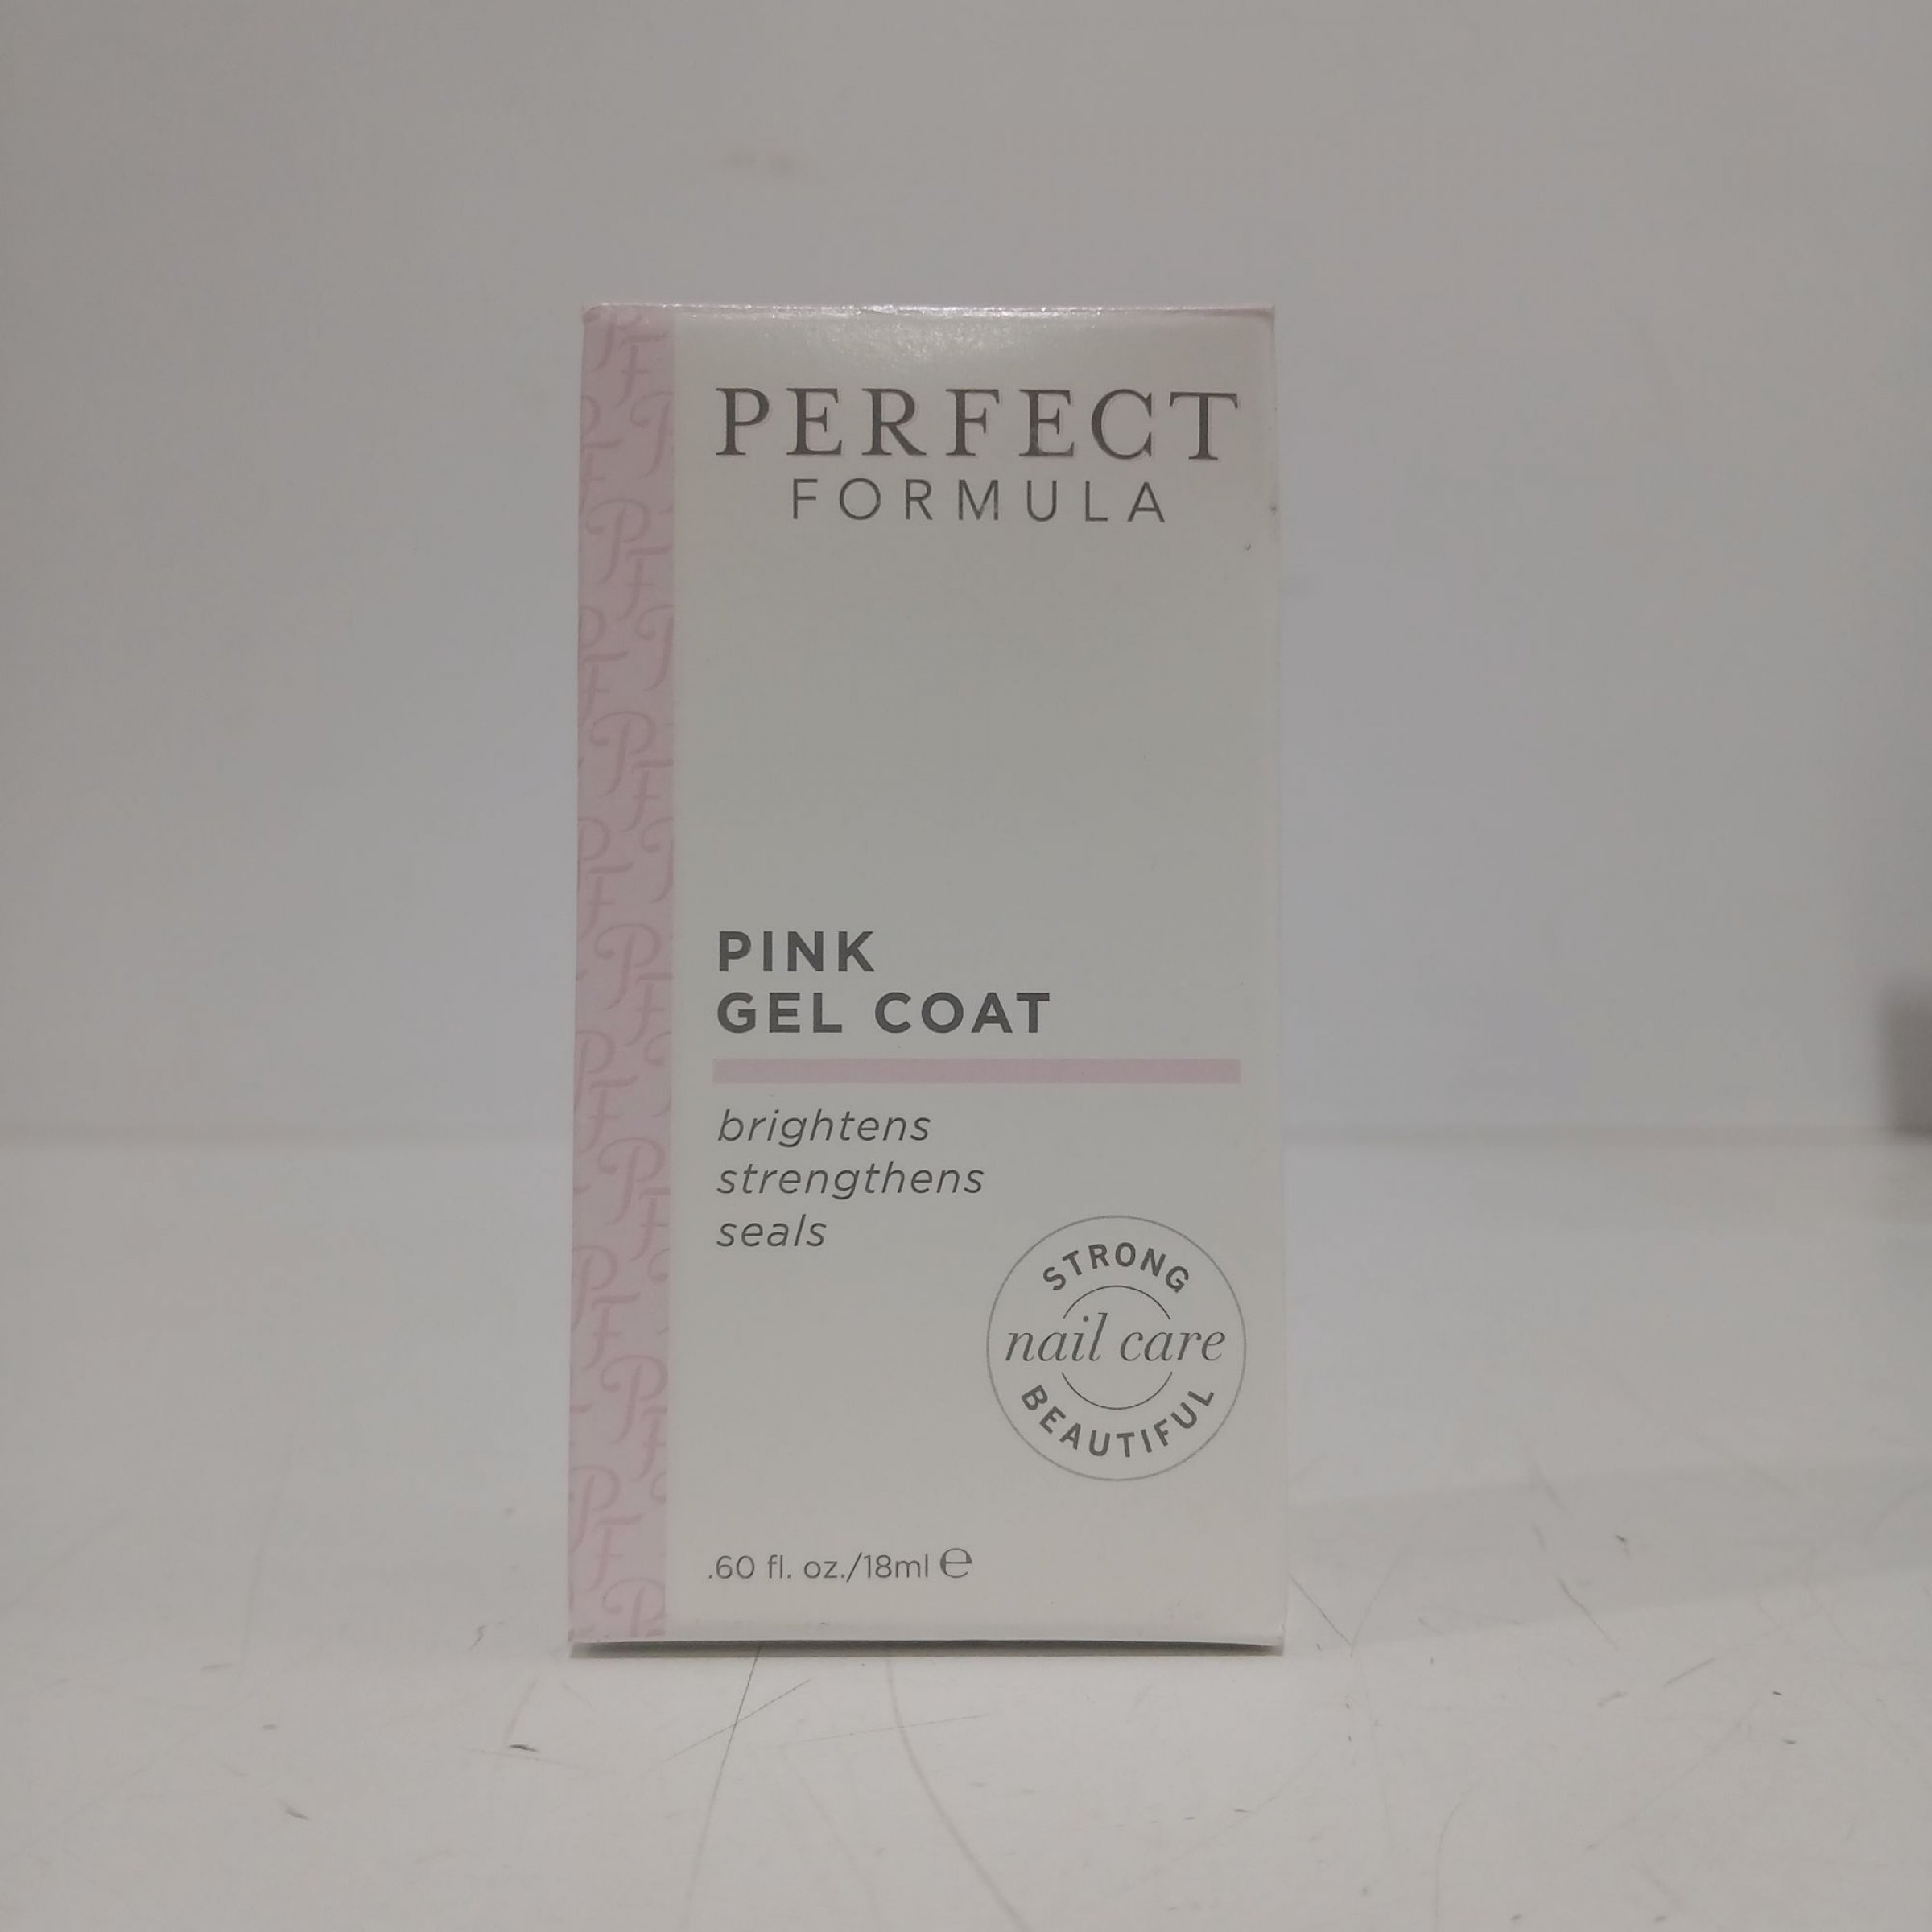 PERFECT
FORMULA
PINK
GEL COAT
brightens
strengthens
seals
STRONG
nail care
BEAUTIFUL
.60 fl. oz./18ml ℮